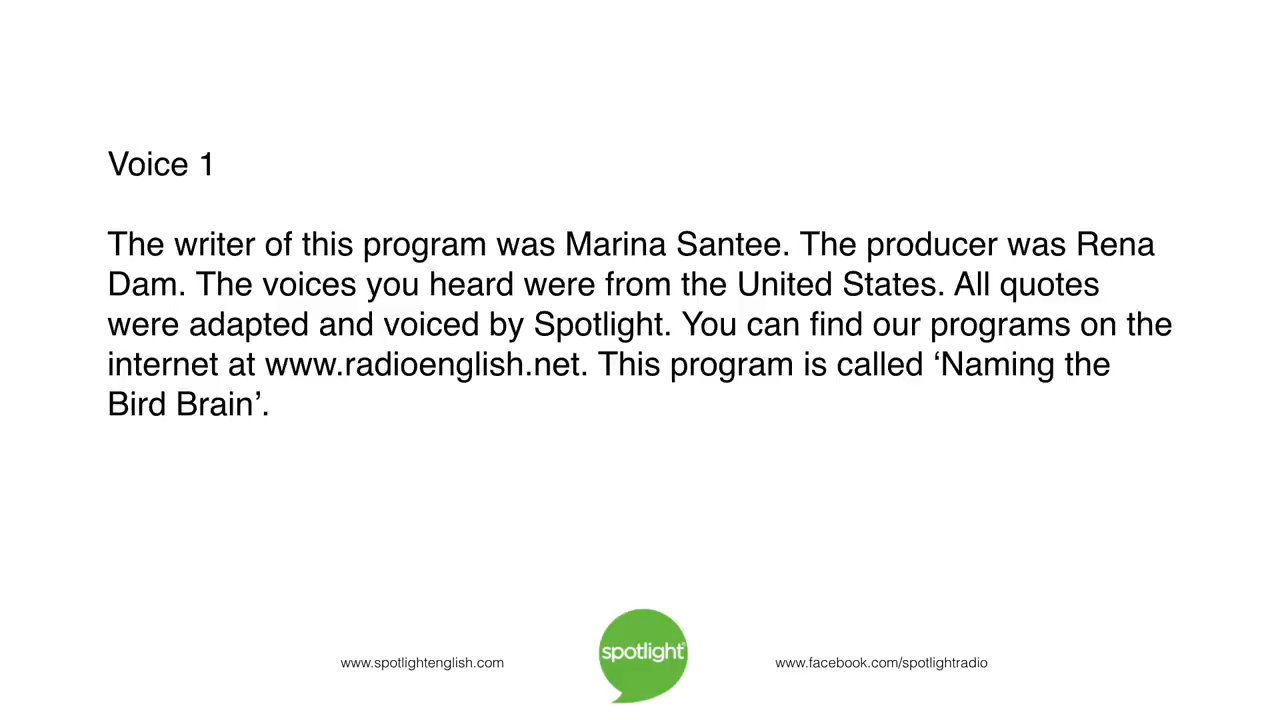 Voice 1
The writer of this program was Marina Santee. The producer was Rena
Dam. The voices you heard were from the United States. All quotes
were adapted and voiced by Spotlight. You can find our programs on the
internet at www.radioenglish.net. This program is called ‘Naming the
Bird Brain’.
www.spotlightenglish.com
spotlight
www.facebook.com/spotlightradio